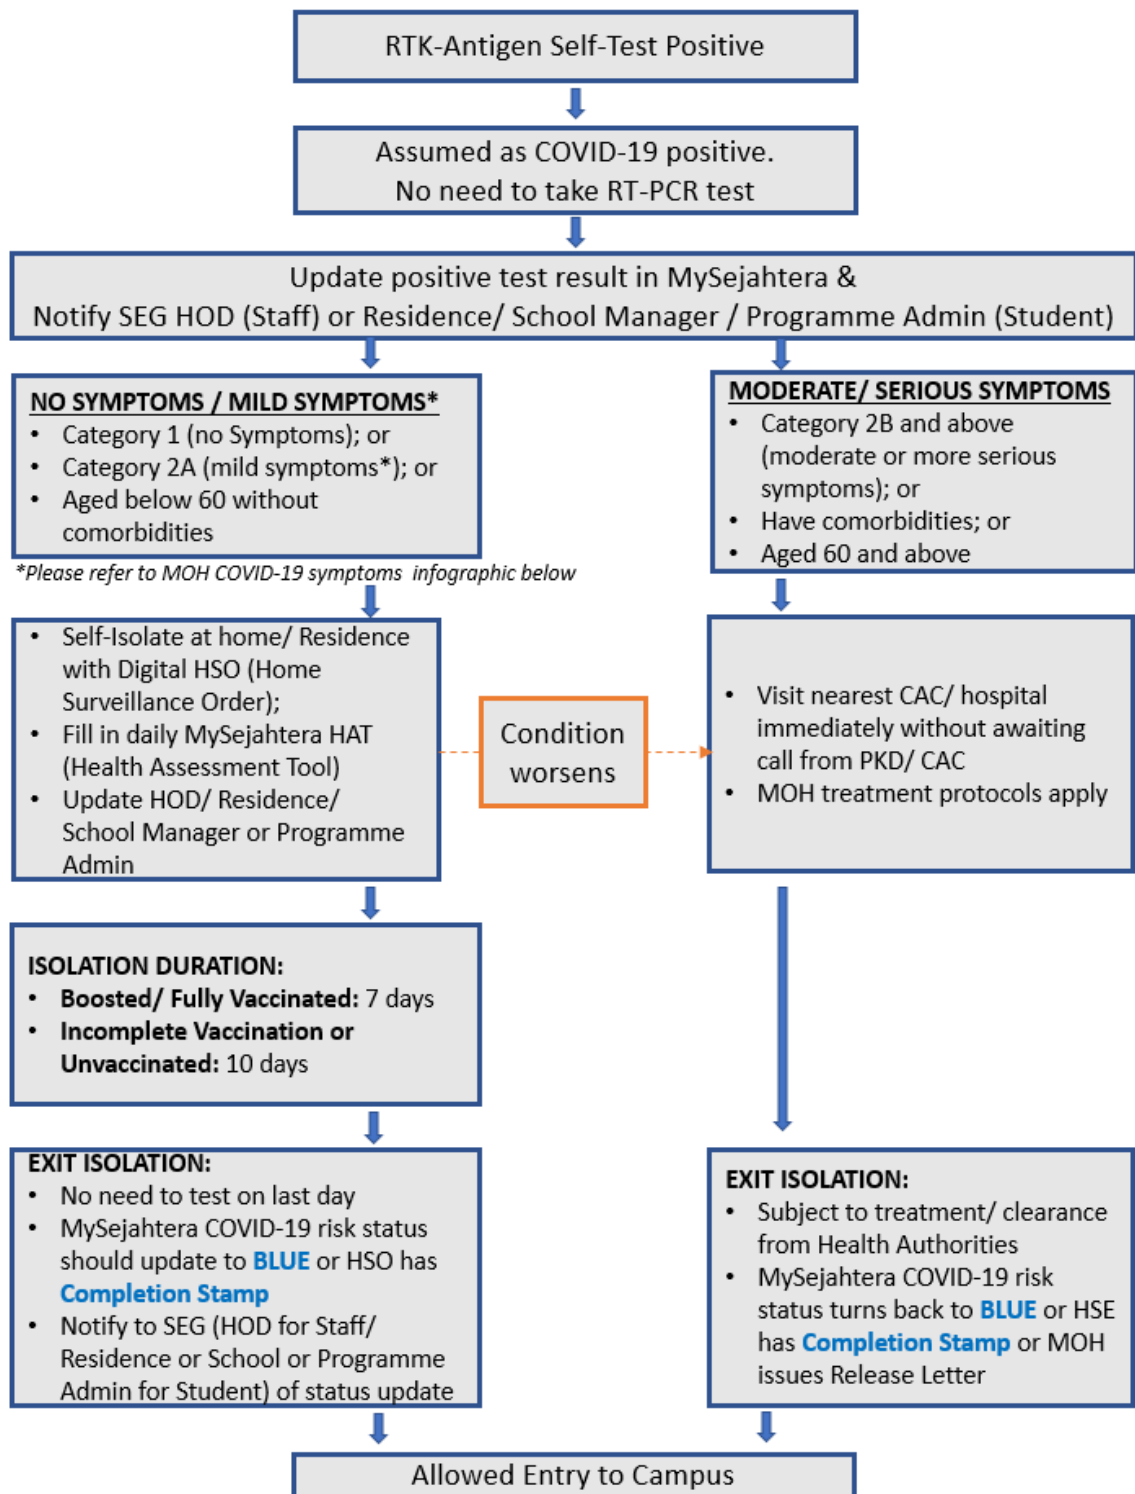 RTK-Antigen Self-Test Positive
Assumed as COVID-19 positive.
No need to take RT-PCR test
Update positive test result in MySejahtera &
Notify SEG HOD (Staff) or Residence/ School Manager / Programme Admin (Student)
NO SYMPTOMS / MILD SYMPTOMS*
• Category 1 (no Symptoms); or
• Category 2A (mild symptoms*); or
• Aged below 60 without
comorbidities
*Please refer to MOH COVID-19 symptoms infographic below
MODERATE/ SERIOUS SYMPTOMS
• Category 2B and above
(moderate or more serious
symptoms); or
• Have comorbidities; or
• Aged 60 and above
• Self-Isolate at home/ Residence
with Digital HSO (Home
Surveillance Order);
• Fill in daily MySejahtera HAT
(Health Assessment Tool)
• Update HOD/ Residence/
School Manager or Programme
Admin
Condition
worsens
• Visit nearest CAC/ hospital
immediately without awaiting
call from PKD/ CAC
• MOH treatment protocols apply
ISOLATION DURATION:
• Boosted/ Fully Vaccinated: 7 days
• Incomplete Vaccination or
Unvaccinated: 10 days
EXIT ISOLATION:
• No need to test on last day
• MySejahtera COVID-19 risk status
should update to BLUE or HSO has
Completion Stamp
• Notify to SEG (HOD for Staff/
Residence or School or Programme
Admin for Student) of status update
EXIT ISOLATION:
• Subject to treatment/ clearance
from Health Authorities
• MySejahtera COVID-19 risk
status turns back to BLUE or HSE
has Completion Stamp or MOH
issues Release Letter
Allowed Entry to Campus